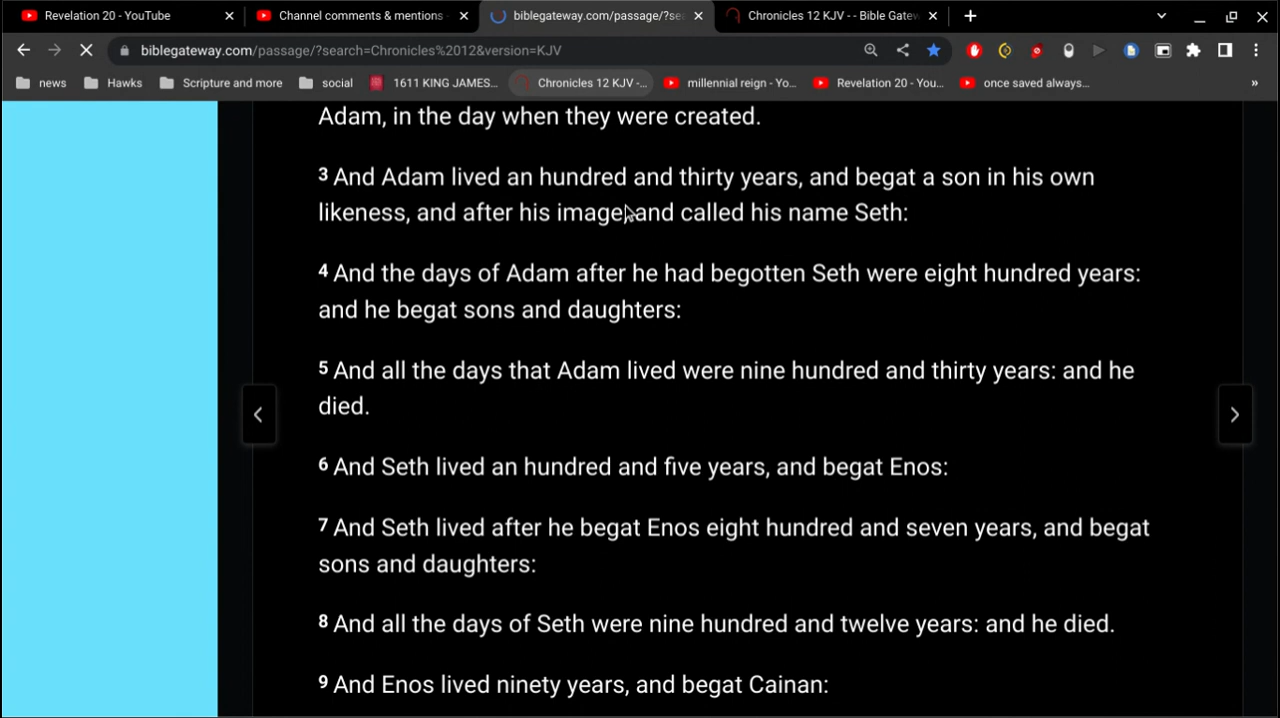 Revelation 20 - YouTube
Channel comments & mentions -
biblegateway.com/passage/?sea
Chronicles 12 KJV - - Bible Gatew
biblegateway.com/passage/?search=Chronicles%2012&version=KJV
news
Hawks
Scripture and more
social
1611 KING JAMES...
Chronicles 12 KJV -...
millennial reign - Yo...
Revelation 20 - You...
once saved always...
»
Adam, in the day when they were created.
3 And Adam lived an hundred and thirty years, and begat a son in his own
likeness, and after his image, and called his name Seth:
4 And the days of Adam after he had begotten Seth were eight hundred years:
and he begat sons and daughters:
5 And all the days that Adam lived were nine hundred and thirty years: and he
died.
6 And Seth lived an hundred and five years, and begat Enos:
7 And Seth lived after he begat Enos eight hundred and seven years, and begat
sons and daughters:
8 And all the days of Seth were nine hundred and twelve years: and he died.
9 And Enos lived ninety years, and begat Cainan: